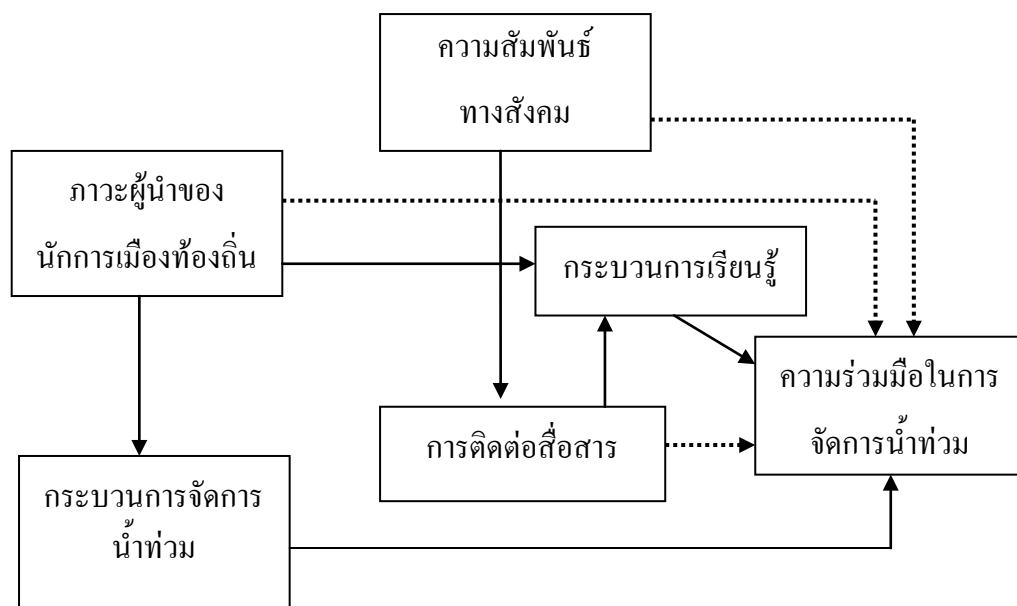 ความสัมพันธ์
ทางสังคม
ภาวะผู้นำของ
นักการเมืองท้องถิ่น
กระบวนการเรียนรู้
ความร่วมมือในการ
จัดการน้ำท่วม
การติดต่อสื่อสาร
กระบวนการจัดการ
น้ำท่วม